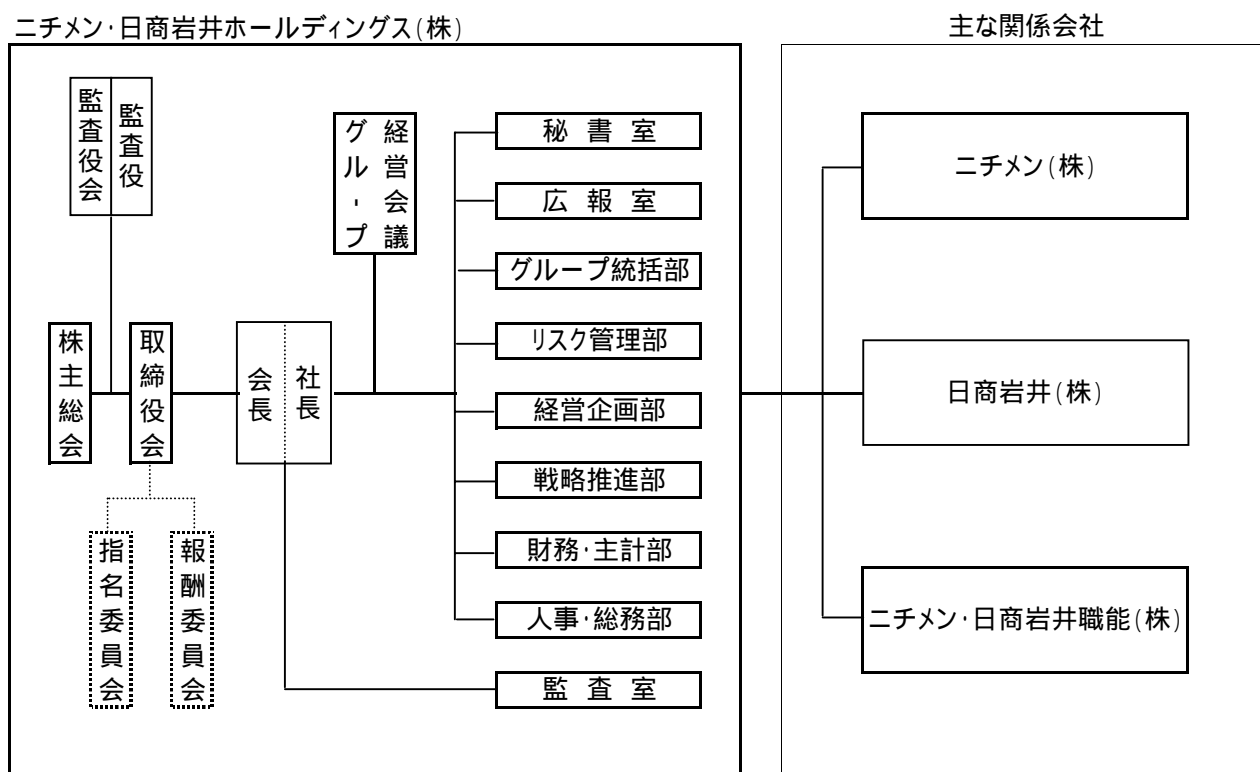 ニチメン・日商岩井ホールディングス(株)
主な関係会社
監査役会
監査役
グループ
経営会議
株主総会
取締役会
会長
社長
指名委員会
報酬委員会
秘 書 室
広 報 室
グループ統括部
リスク管理部
経営企画部
戦略推進部
財務・主計部
人事・総務部
監 査 室
ニチメン(株)
日商岩井(株)
ニチメン・日商岩井職能(株)